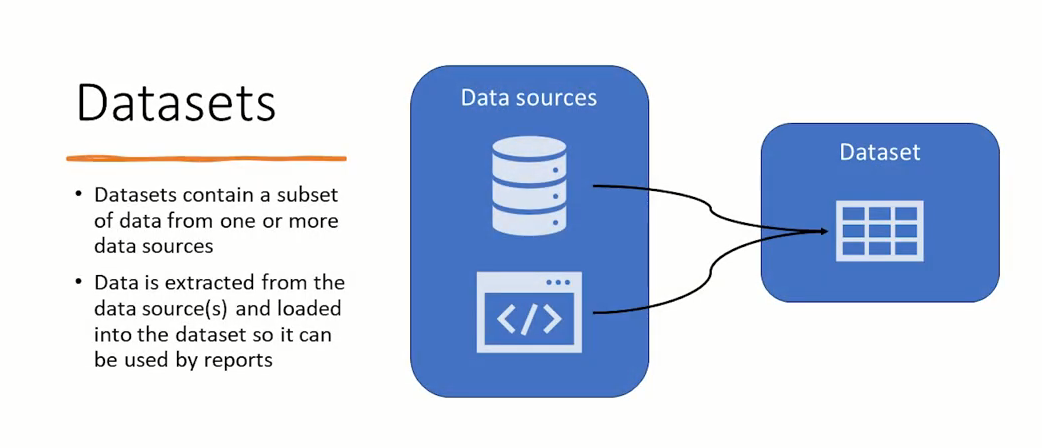 Datasets
• Datasets contain a subset
of data from one or more
data sources
• Data is extracted from the
data source(s) and loaded
into the dataset so it can
be used by reports
Data sources
</>
Dataset